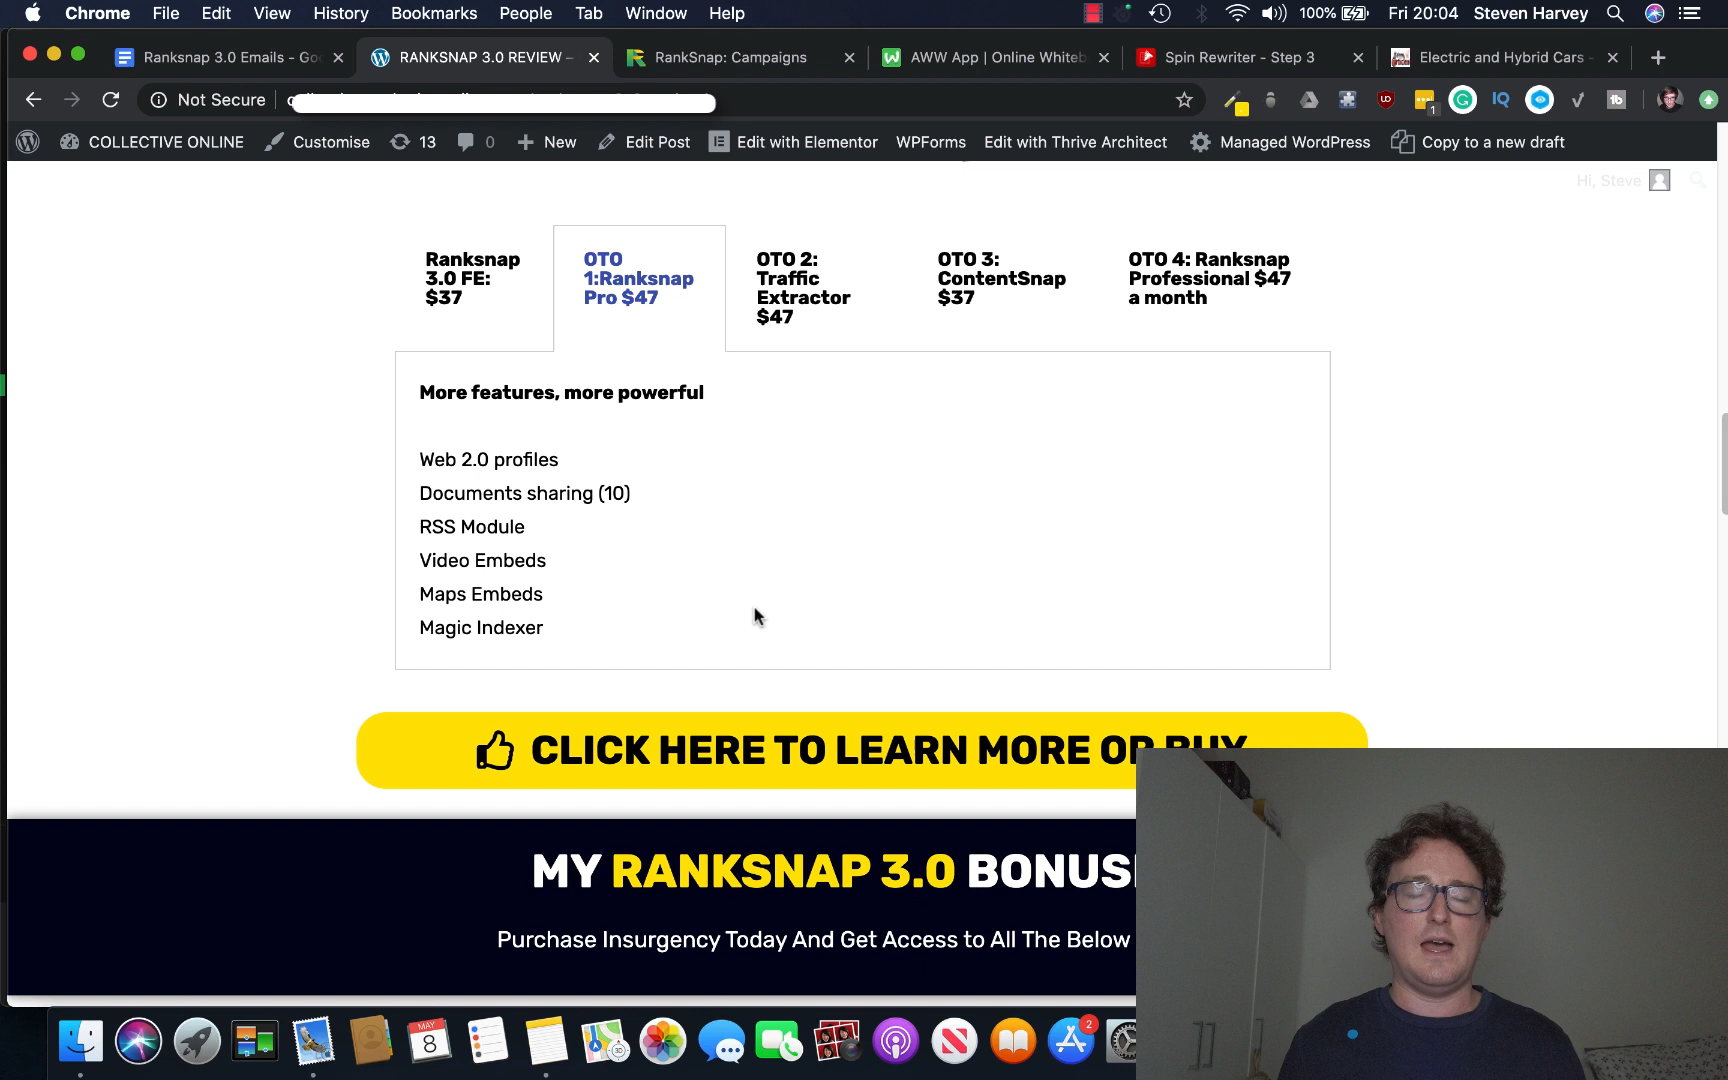 Chrome File Edit View History Bookmarks People Tab Window Help 100% Fri 20:04 Steven Harvey
Ranksnap 3.0 Emails - Goo RANKSNAP 3.0 REVIEW – RankSnap: Campaigns AWW App | Online Whiteb Spin Rewriter - Step 3 Electric and Hybrid Cars -
Not Secure
COLLECTIVE ONLINE Customise 13 0 New Edit Post Edit with Elementor WPForms Edit with Thrive Architect Managed WordPress Copy to a new draft
Hi, Steve
Ranksnap
3.0 FE:
$37
OTO
1:Ranksnap
Pro $47
OTO 2:
Traffic
Extractor
$47
OTO 3:
ContentSnap
$37
OTO 4: Ranksnap
Professional $47
a month
More features, more powerful
Web 2.0 profiles
Documents sharing (10)
RSS Module
Video Embeds
Maps Embeds
Magic Indexer
CLICK HERE TO LEARN MORE OR BUY
MY RANKSNAP 3.0 BONUS
Purchase Insurgency Today And Get Access to All The Below
MAY
8
2